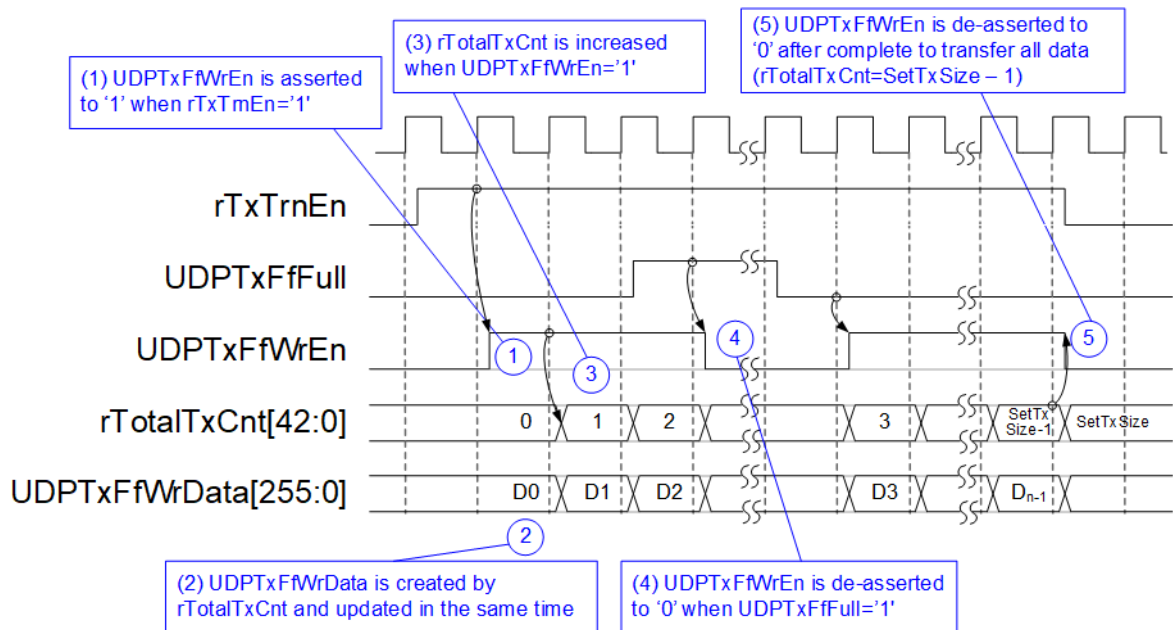 (5) UDPTxFfWrEn is de-asserted to
‘0’ after complete to transfer all data
(rTotalTxCnt=SetTxSize – 1)
(3) rTotalTxCnt is increased
when UDPTxFfWrEn='1'
(1) UDPTxFfWrEn is asserted
to ‘1’ when rTxTrnEn='1'
rTxTrnEn
UDPTxFfFull
UDPTxFfWrEn
1
3
4
5
rTotalTxCnt[42:0]
0
1
2
3
SetTx
Size-1
SetTxSize
UDPTxFfWrData[255:0]
D0
D1
D2
D3
Dn-1
2
(2) UDPTxFfWrData is created by
rTotalTxCnt and updated in the same time
(4) UDPTxFfWrEn is de-asserted
to ‘0’ when UDPTxFfFull='1'